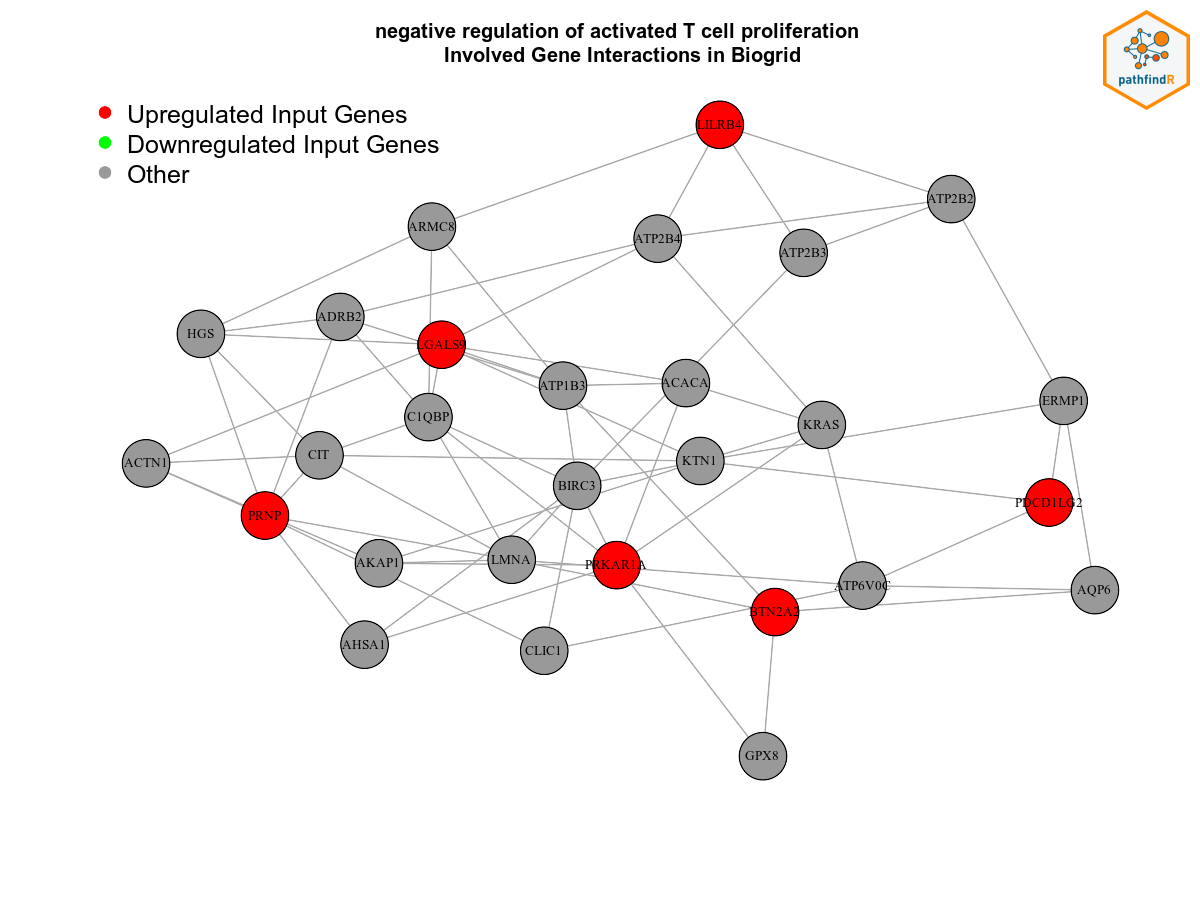 negative regulation of activated T cell proliferation
Involved Gene Interactions in Biogrid
pathfindR
Upregulated Input Genes
Downregulated Input Genes
Other
LILRB4
ATP2B2
ARMC8
ATP2B4
ATP2B3
ADRB2
HGS
LGALS9
ATP1B3
ACACA
ERMP1
C1QBP
KRAS
CIT
ACTN1
KTN1
BIRC3
PDCD1LG2
PRNP
AKAP1
LMNA
PRKAR1A
ATP6V0C
AQP6
BTN2A2
AHSA1
CLIC1
GPX8